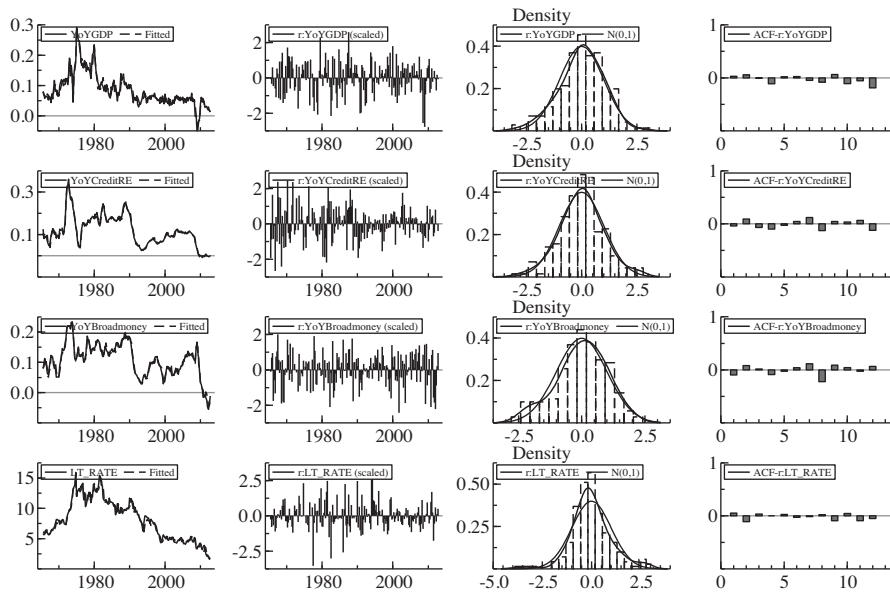 Density
YoYGDP Fitted r:YoYGDP (scaled) r:YoYGDP N(0,1) ACF-r:YoYGDP
0.3 2 0.4 1
0.2
0.1 0 0.2 0
0.0 -2
1980 2000 1980 2000 -2.5 0.0 2.5 0 5 10
Density
YoYCreditRE Fitted r:YoYCreditRE (scaled) r:YoYCreditRE N(0,1) ACF-r:YoYCreditRE
0.3 2 0.4 1
0 0.2 0
0.1 -2
1980 2000 1980 2000 -2.5 0.0 2.5 0 5 10
Density
YoYBroadmoney Fitted r:YoYBroadmoney (scaled) r:YoYBroadmoney N(0,1) ACF-r:YoYBroadmoney
0.2 2 0.4 1
0.1 0 0.2 0
0.0 -2
1980 2000 1980 2000 -2.5 0.0 2.5 0 5 10
Density
LT_RATE Fitted r:LT_RATE (scaled) r:LT_RATE N(0,1) ACF-r:LT_RATE
15 2.5 0.50 1
10 0.0 0.25 0
5 -2.5
1980 2000 1980 2000 -5.0 -2.5 0.0 2.5 0 5 10